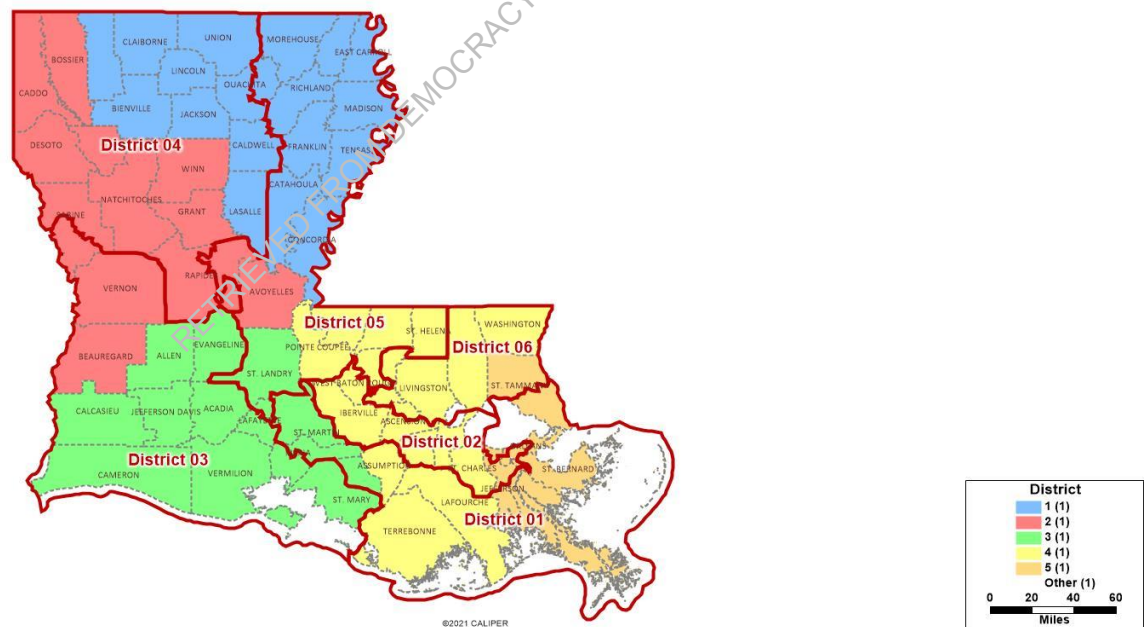 RETRIEVED FROM DEMOCRACY
CLAIBORNE
UNION
MOREHOUSE
BOSSIER
EAST CARROLL
LINCOLN
CADDO
OUACHITA
RICHLAND
BIENVILLE
JACKSON
MADISON
DESOTO
District 04
CALDWELL
FRANKLIN
TENSAS
WINN
CATAHOULA
NATCHITOCHES
GRANT
LASALLE
CONCORDIA
VERNON
AVOYELLES
District 05
WASHINGTON
ST. HELENA
POINTE COUPEE
District 06
BEAUREGARD
ALLEN
EVANGELINE
ST. LANDRY
WEST BATON ROUGE
LIVINGSTON
ST. TAMMA
CALCASIEU
JEFFERSON DAVIS
ACADIA
LAFAYETTE
IBERVILLE
ASCENSION
ST. MARTIN
District 02
District 03
CAMERON
VERMILION
ASSUMPTION
ST. CHARLES
ST. BERNARD
JEFFERSON
ST. MARY
LAFOURCHE
District 01
TERREBONNE
©2021 CALIPER
District
1 (1)
2 (1)
3 (1)
4 (1)
5 (1)
Other (1)
0 20 40 60
Miles